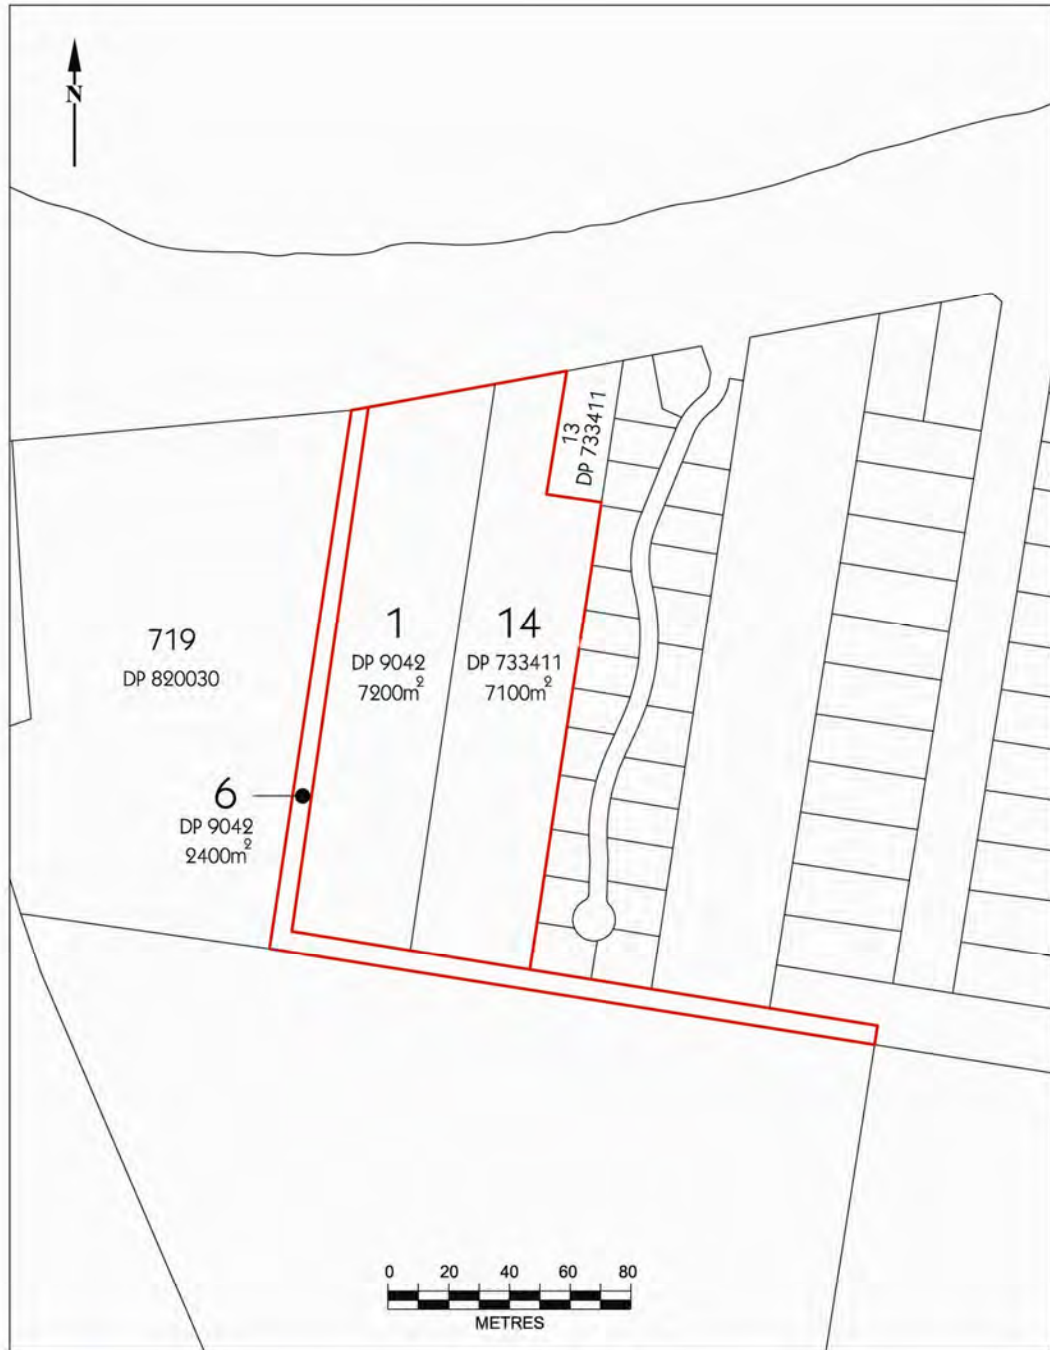 N
13
DP 733411
1
DP 9042
7200m²
14
DP 733411
7100m²
719
DP 820030
6
DP 9042
2400m²
0 20 40 60 80
METRES